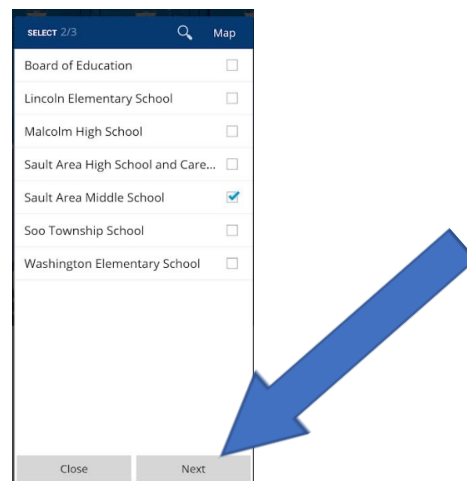 SELECT 2/3 Map
Board of Education
Lincoln Elementary School
Malcolm High School
Sault Area High School and Care...
Sault Area Middle School
Soo Township School
Washington Elementary School
Close Next